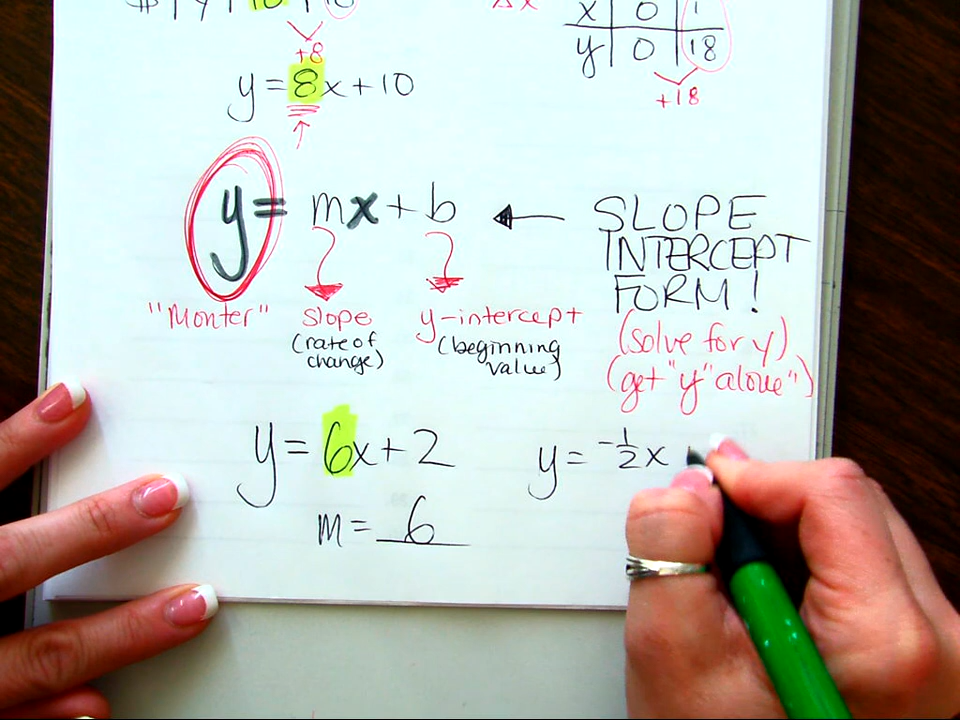 Δx
x | 0 | 1
y | 0 | 18
+8
+18
y = 8x + 10
y = mx + b
SLOPE
INTERCEPT
FORM!
(solve for y)
(get "y" alone")
"Monter"
slope
(rate of
change)
y-intercept
(beginning
value)
y = 6x + 2
m = 6
y = -1/2 x